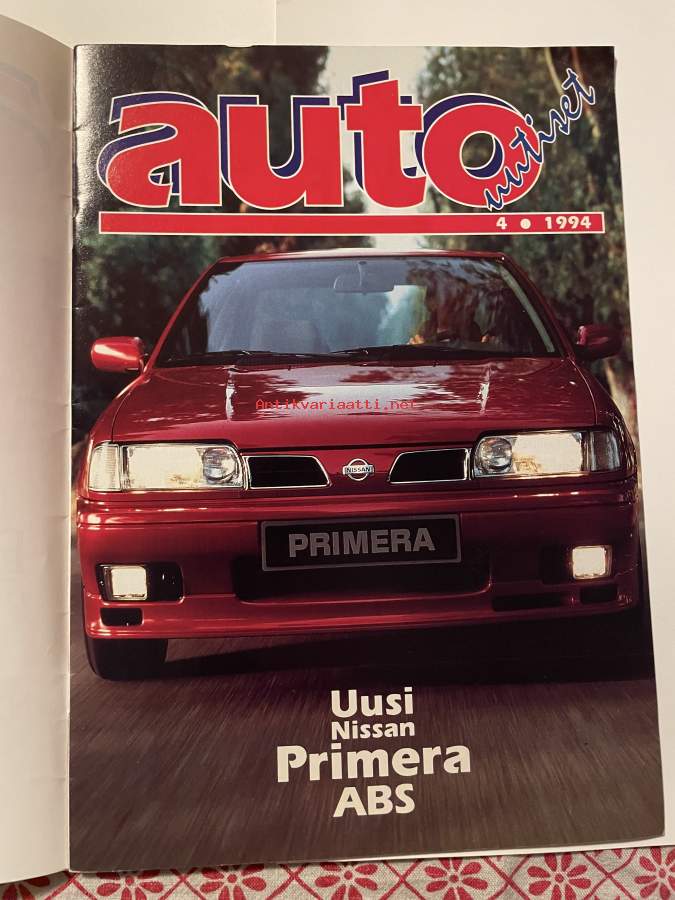 auto
uutiset
4 • 1994
Antikvariaatti.net
NISSAN
PRIMERA
Uusi
Nissan
Primera
ABS